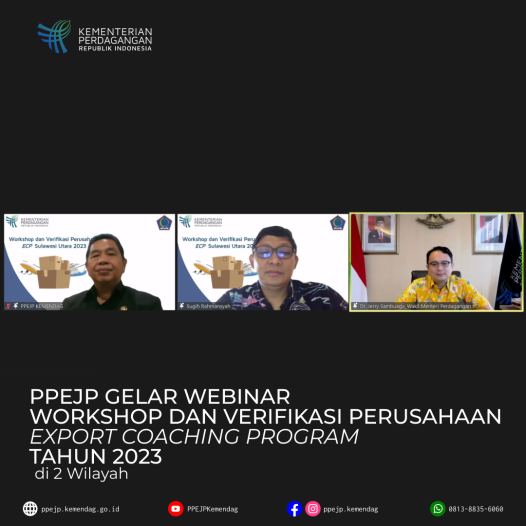 KEMENTERIAN
PERDAGANGAN
REPUBLIK INDONESIA
KEMENTERIAN
PERDAGANGAN
Workshop dan Verifikasi Perusah
ECP Sulawesi Utara 2023
PPEJP KEMENDAG
KEMENTERIAN
PERDAGANGAN
Workshop dan Verifikasi Perus
ECP Sulawesi Utara 2023
Sugih Rahmansyah
Dr. Jerry Sambuaga, Wakil Menteri Perdagangan
PPEJP GELAR WEBINAR
WORKSHOP DAN VERIFIKASI PERUSAHAAN
EXPORT COACHING PROGRAM
TAHUN 2023
di 2 Wilayah
ppejp.kemendag.go.id
PPEJPKemendag
ppejp.kemendag
0813-8835-6060